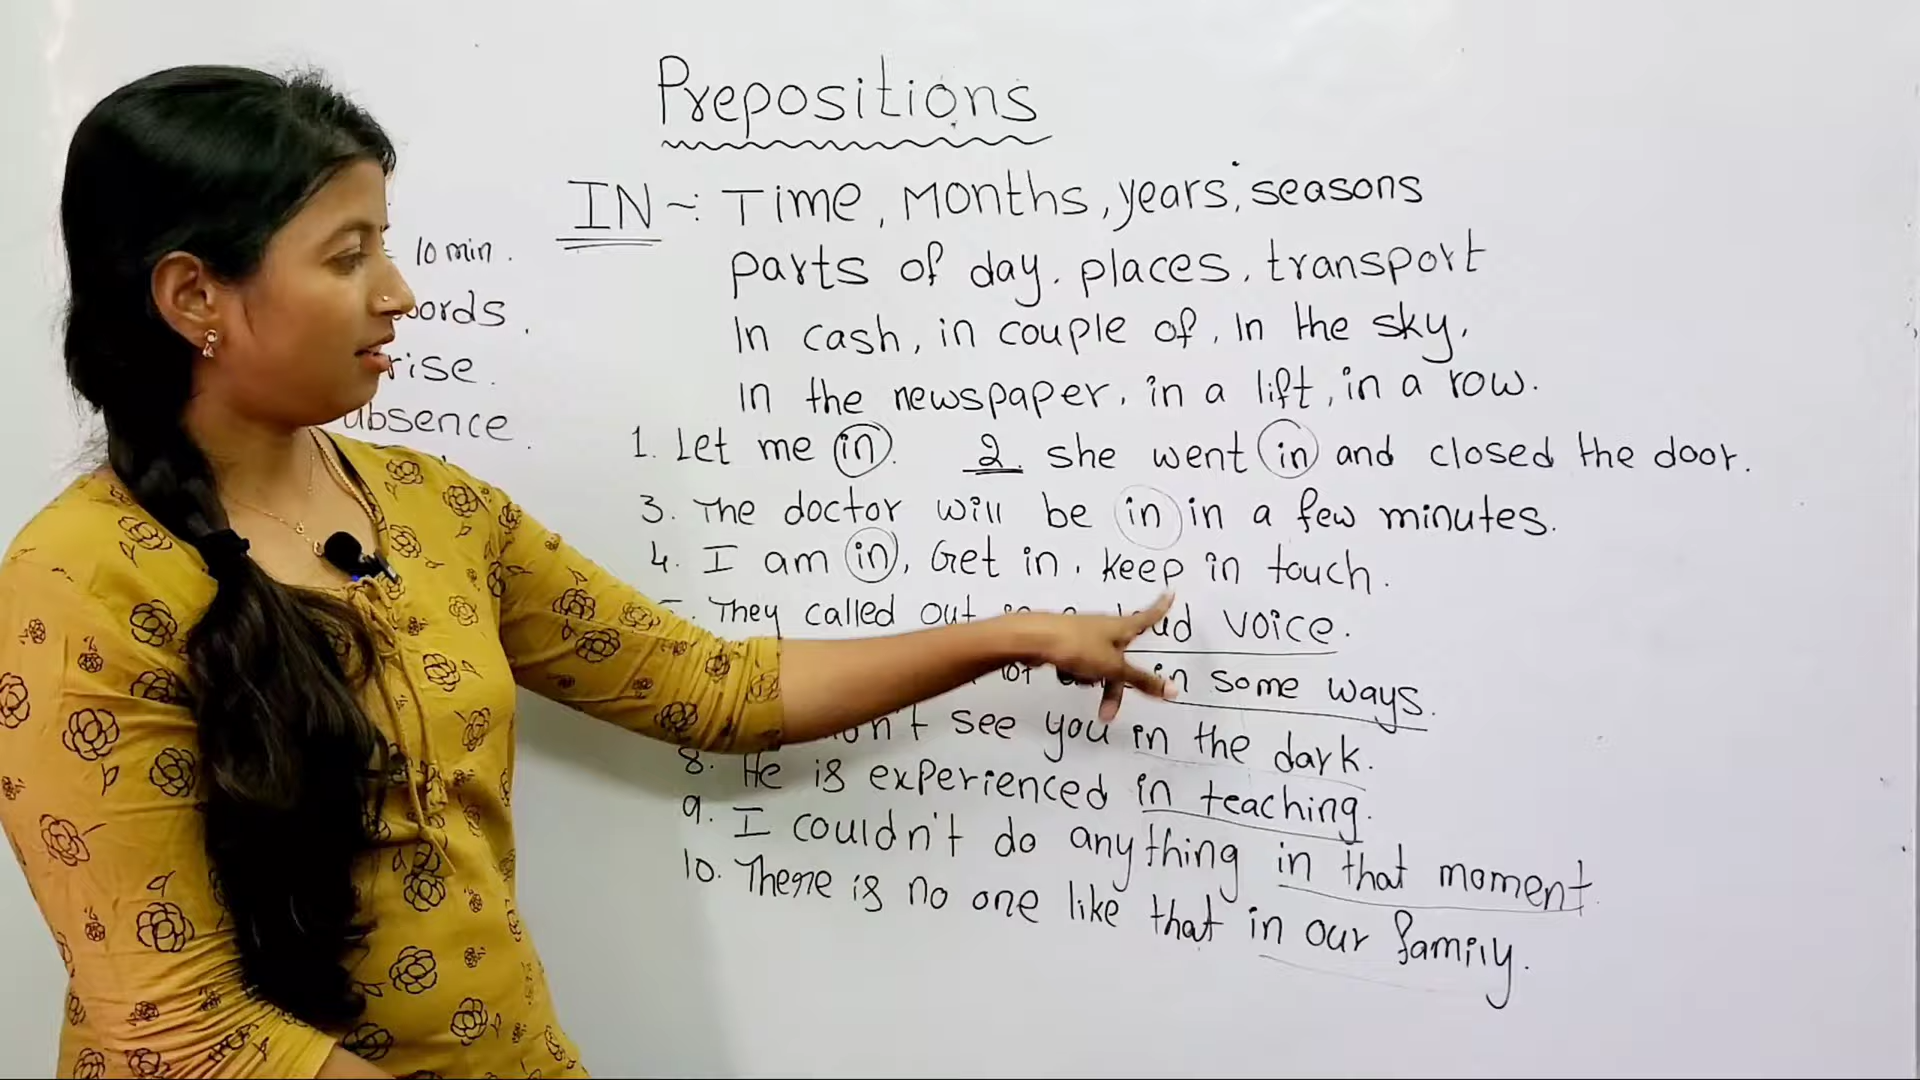 Prepositions
IN ~: Time, Months, years, seasons
parts of day. places. transport
In cash, in couple of, In the sky,
In the newspaper. in a lift, in a row.
1. Let me in. 2. she went in and closed the door.
3. The doctor will be in in a few minutes.
4. I am in, Get in. keep in touch.
They called out voice.
in some ways.
see you in the dark.
8. He is experienced in teaching.
9. I couldn't do anything in that moment.
10. There is no one like that in our family.
10 min.
absence.